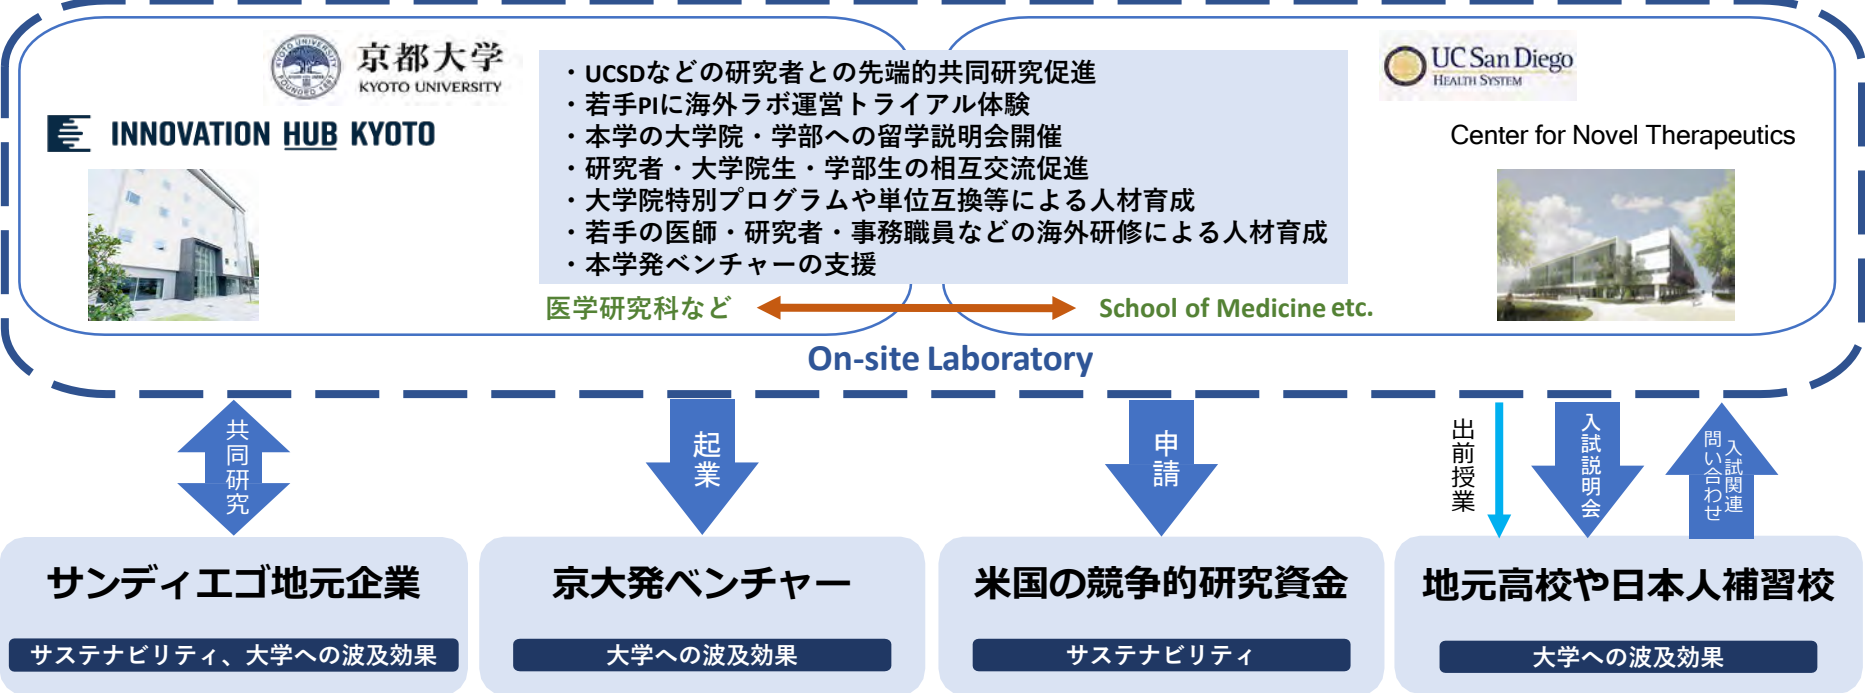 京都大学
KYOTO UNIVERSITY
INNOVATION HUB KYOTO
・UCSDなどの研究者との先端的共同研究促進
・若手PIに海外ラボ運営トライアル体験
・本学の大学院・学部への留学説明会開催
・研究者・大学院生・学部生の相互交流促進
・大学院特別プログラムや単位互換等による人材育成
・若手の医師・研究者・事務職員などの海外研修による人材育成
・本学発ベンチャーの支援
UC San Diego
HEALTH SYSTEM
Center for Novel Therapeutics
医学研究科など
School of Medicine etc.
On-site Laboratory
共同研究
起業
申請
出前授業
入試説明会
入試関連
問い合わせ
サンディエゴ地元企業
サステナビリティ、大学への波及効果
京大発ベンチャー
大学への波及効果
米国の競争的研究資金
サステナビリティ
地元高校や日本人補習校
大学への波及効果